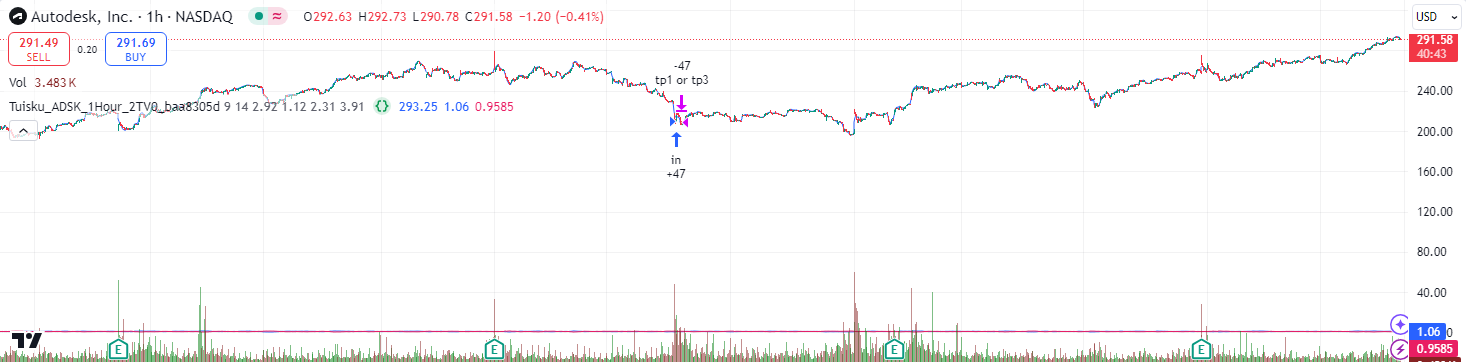 Autodesk, Inc. · 1h · NASDAQ O292.63 H292.73 L290.78 C291.58 −1.20 (−0.41%)
USD
291.49 SELL
0.20
291.69 BUY
291.58
40:43
Vol 3.483 K
Tuisku_ADSK_1Hour_2TV0_baa8305d 9 14 2.92 1.12 2.31 3.91 {} 293.25 1.06 0.9585
-47
tp1 or tp3
in
+47
240.00
200.00
160.00
120.00
80.00
40.00
1.06
0.9585
E
E
E
E